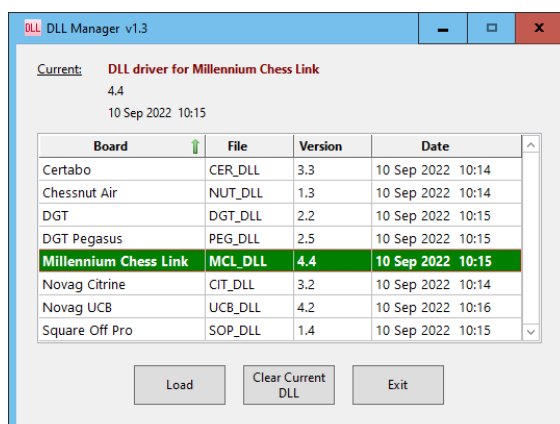 DLL DLL Manager v1.3
Current: DLL driver for Millennium Chess Link
4.4
10 Sep 2022 10:15
Board File Version Date
Certabo CER_DLL 3.3 10 Sep 2022 10:14
Chessnut Air NUT_DLL 1.3 10 Sep 2022 10:14
DGT DGT_DLL 2.2 10 Sep 2022 10:15
DGT Pegasus PEG_DLL 2.5 10 Sep 2022 10:15
Millennium Chess Link MCL_DLL 4.4 10 Sep 2022 10:15
Novag Citrine CIT_DLL 3.2 10 Sep 2022 10:14
Novag UCB UCB_DLL 4.2 10 Sep 2022 10:16
Square Off Pro SOP_DLL 1.4 10 Sep 2022 10:15
Load
Clear Current
DLL
Exit